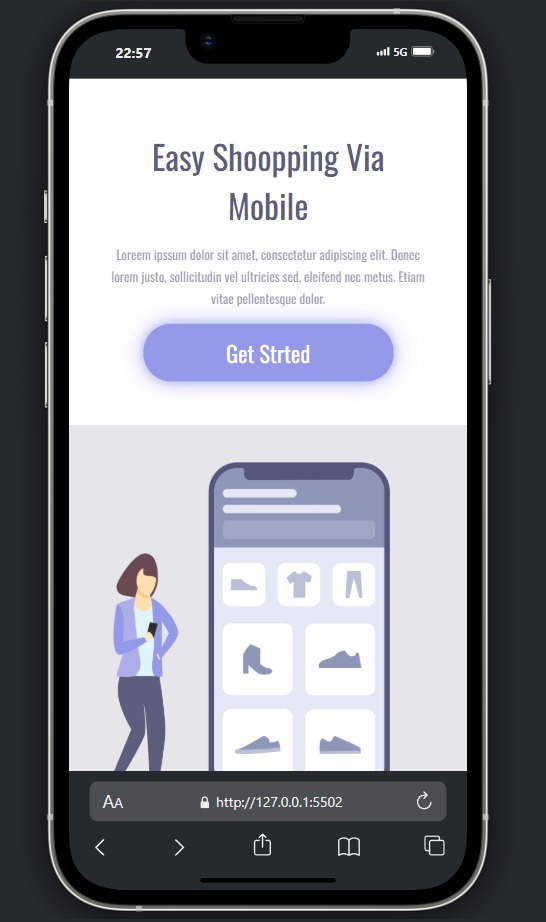 22:57
5G
Easy Shoopping Via
Mobile
Loreem ipssum dolor sit amet, consectetur adipiscing elit. Donec
lorem justo, sollicitudin vel ultricies sed, eleifend nec metus. Etiam
vitae pellentesque dolor.
Get Strted
AA
http://127.0.0.1:5502